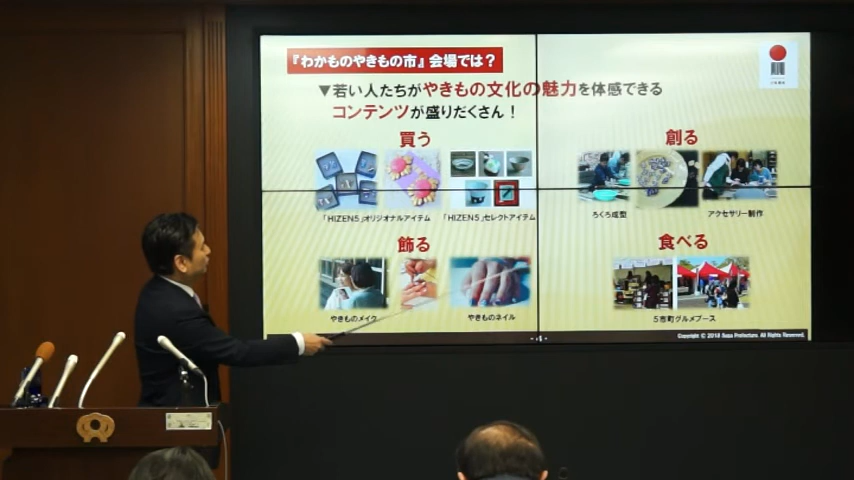 『わかものやきもの市』会場では？
▼若い人たちがやきもの文化の魅力を体感できる
コンテンツが盛りだくさん！
買う
創る
「HIZEN5」オリジナルアイテム
「HIZEN5」セレクトアイテム
ろくろ成型
アクセサリー制作
飾る
食べる
やきものメイク
やきものネイル
5市町グルメブース
Copyright © 2018 Saga Prefecture. All Rights Reserved.